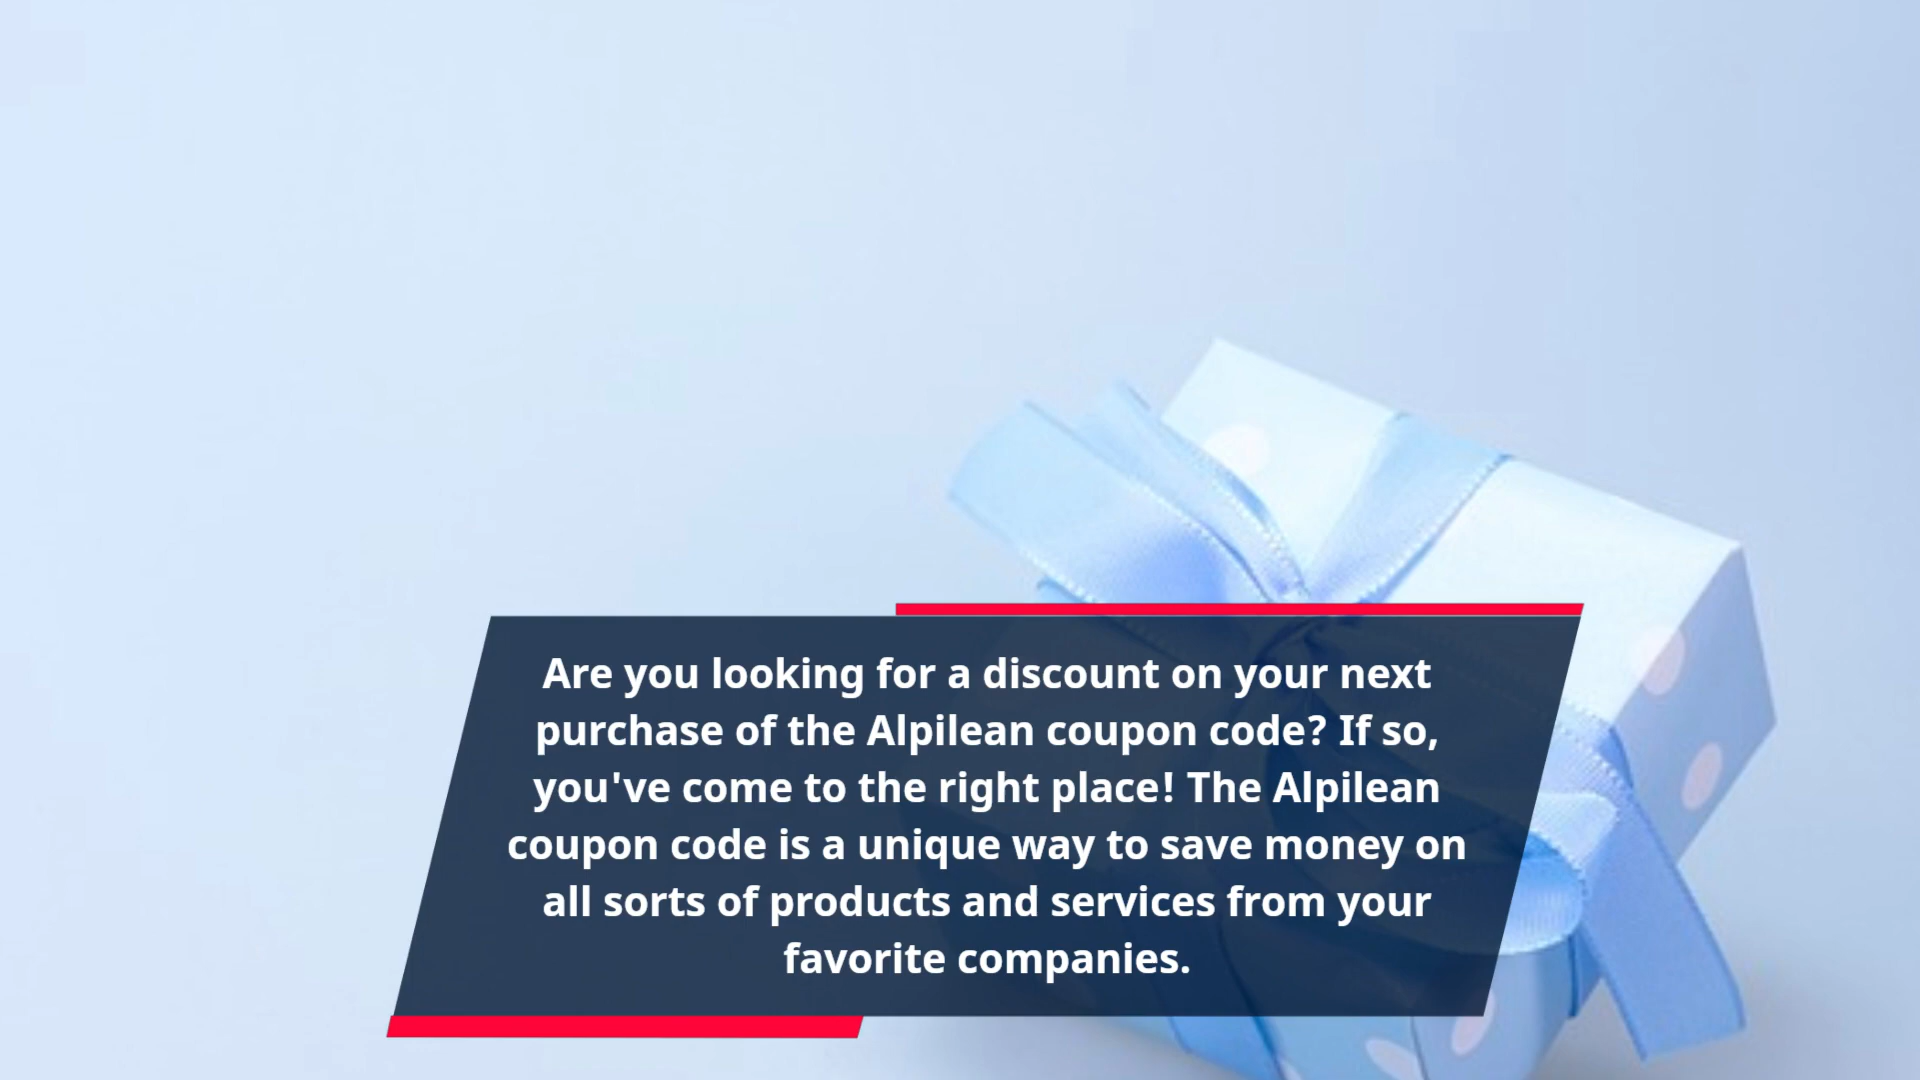 Are you looking for a discount on your next
purchase of the Alpilean coupon code? If so,
you've come to the right place! The Alpilean
coupon code is a unique way to save money on
all sorts of products and services from your
favorite companies.